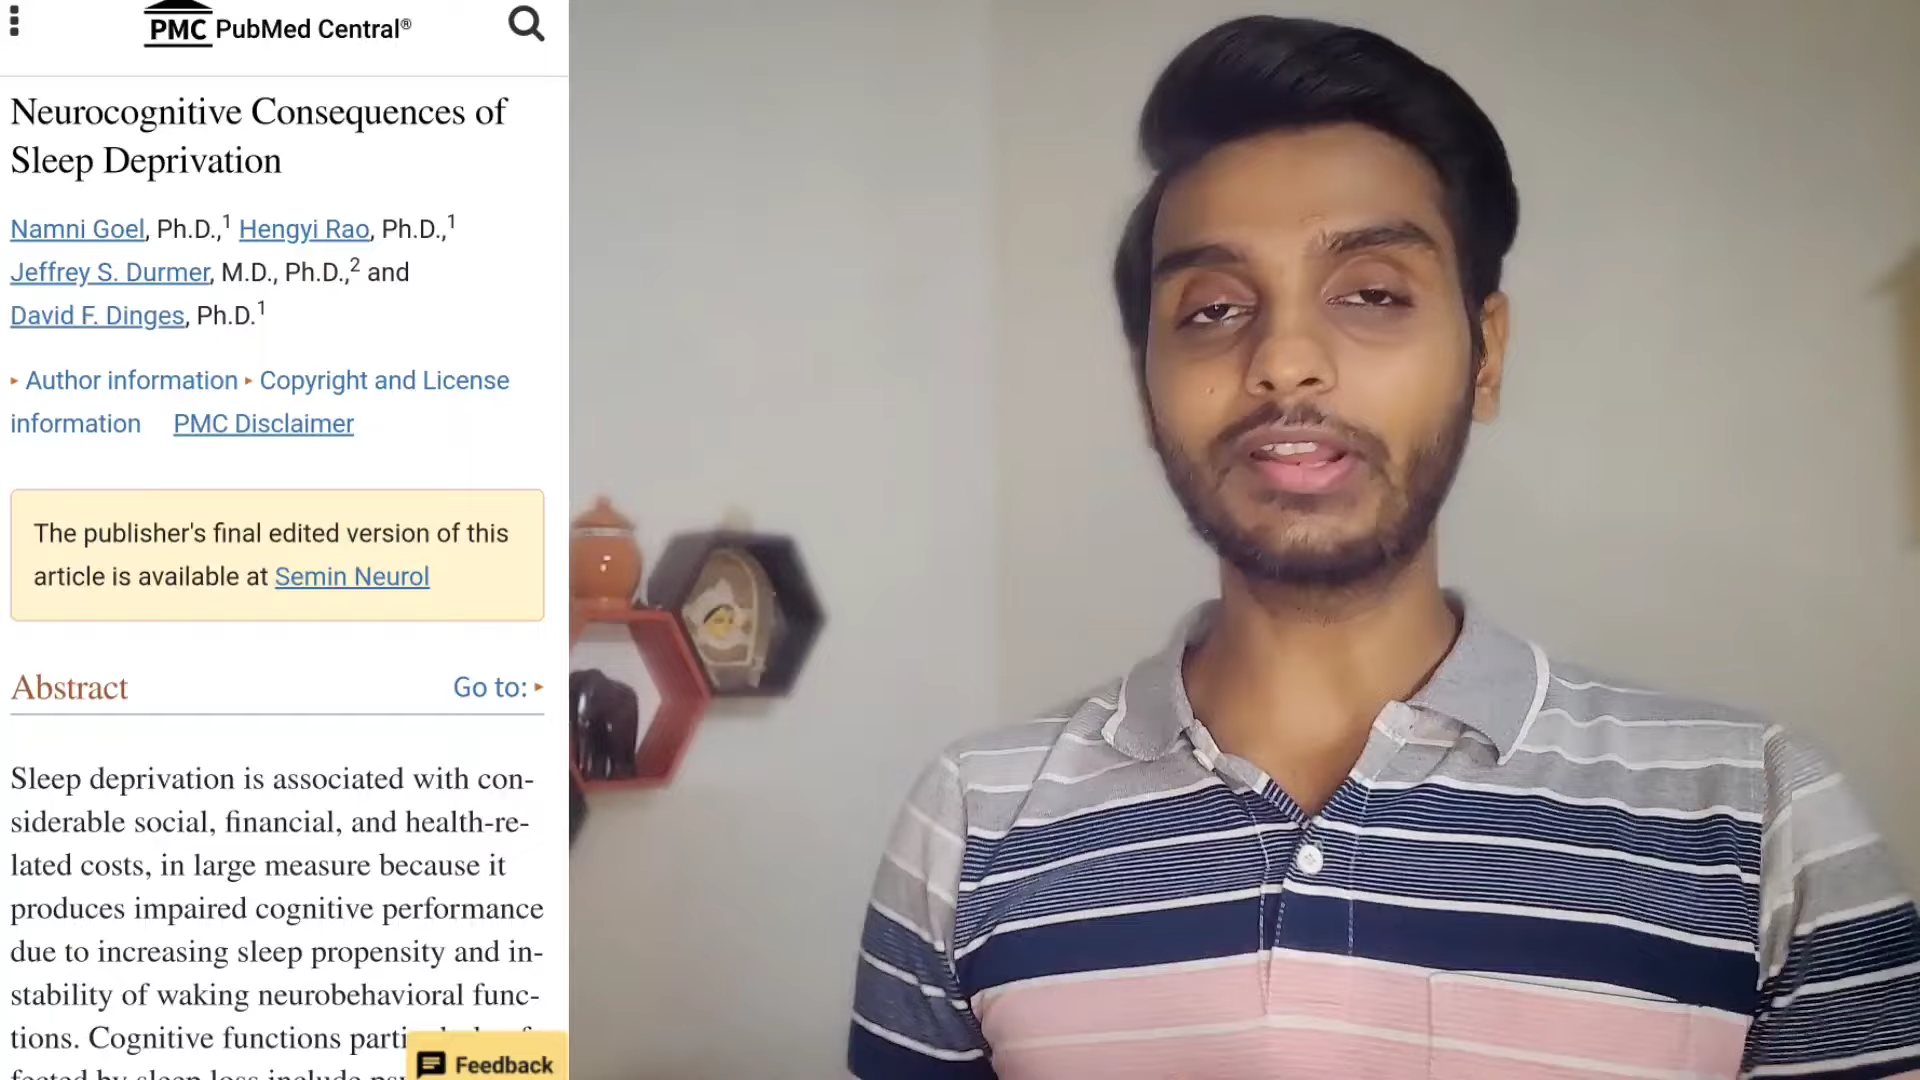 PMC PubMed Central®
Neurocognitive Consequences of
Sleep Deprivation
Namni Goel, Ph.D.,1 Hengyi Rao, Ph.D.,1
Jeffrey S. Durmer, M.D., Ph.D.,2 and
David F. Dinges, Ph.D.1
▸ Author information ▸ Copyright and License
information PMC Disclaimer
The publisher's final edited version of this
article is available at Semin Neurol
Abstract
Go to: ▸
Sleep deprivation is associated with con-
siderable social, financial, and health-re-
lated costs, in large measure because it
produces impaired cognitive performance
due to increasing sleep propensity and in-
stability of waking neurobehavioral func-
tions. Cognitive functions
Feedback
sleep loss include